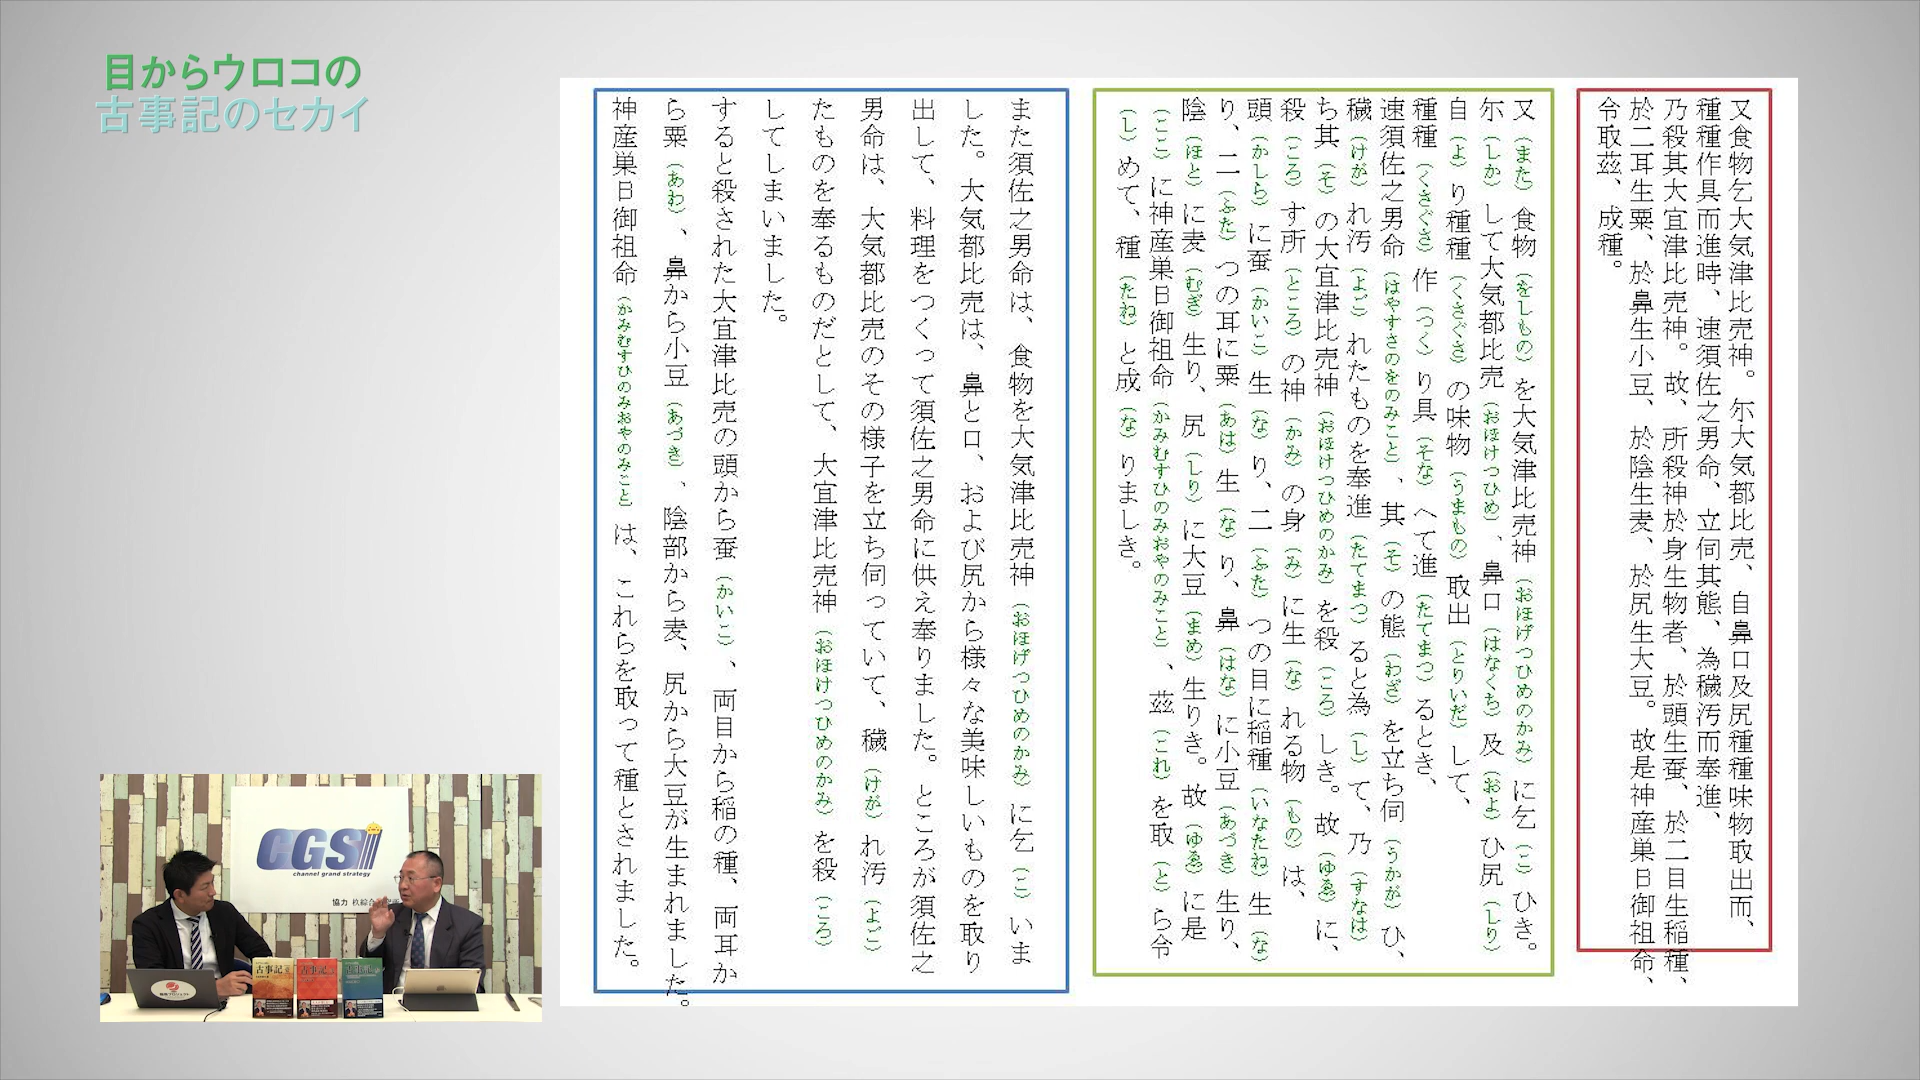 目からウロコの
古事記のセカイ
又食物乞大気津比売神。尓大気都比売、自鼻口及尻種種味物取出而、
種種作具而進時、速須佐之男命、立伺其態、為穢汚而奉進、
乃殺其大宜津比売神。故、所殺神於身生物者、於頭生蚕、於二目生稲種、
於二耳生粟、於鼻生小豆、於陰生麦、於尻生大豆。故是神産巣日御祖命、
令取茲、成種。
又（また）食物（をしもの）を大気津比売神（おほげつひめのかみ）に乞（こ）ひき。
尓（しか）して大気都比売（おほけつひめ）、鼻口（はなくち）及（およ）び尻（しり）
自（よ）り種種（くさぐさ）の味物（うまもの）取出（とりいだ）して、
種種（くさぐさ）作（つく）り具（そな）へて進（たてまつ）るとき、
速須佐之男命（はやすさのをのみこと）、其（そ）の態（わざ）を立ち伺（うかが）ひ、
穢（けが）れ汚（よご）れたものを奉進（たてまつ）ると為（し）て、乃（すなは）
ち其（そ）の大宜津比売神（おほけつひめのかみ）を殺（ころ）しき。故（ゆゑ）に、
殺（ころ）す所（ところ）の神（かみ）の身（み）に生（な）れる物（もの）は、
頭（かしら）に蚕（かいこ）生（な）り、二（ふた）つの目に稲種（いなたね）生（な）
り、二（ふた）つの耳に粟（あは）生（な）り、鼻（はな）に小豆（あづき）生り、
陰（ほと）に麦（むぎ）生り、尻（しり）に大豆（まめ）生りき。故（ゆゑ）に是
（ここ）に神産巣日御祖命（かみむすひのみおやのみこと）、茲（これ）を取（と）ら令
（し）めて、種（たね）と成（な）りましき。
また須佐之男命は、食物を大気津比売神（おほげつひめのかみ）に乞（こ）いま
した。大気都比売は、鼻と口、および尻から様々な美味しいものを取り
出して、料理をつくって須佐之男命に供え奉りました。ところが須佐之
男命は、大気都比売のその様子を立ち伺っていて、穢（けが）れ汚（よご）
たものを奉るものだとして、大宜津比売神（おほけつひめのかみ）を殺（ころ）
してしまいました。
すると殺された大宜津比売の頭から蚕（かいこ）、両目から稲の種、両耳か
ら粟（あわ）、鼻から小豆（あづき）、陰部から麦、尻から大豆が生まれました。
神産巣日御祖命（かみむすひのみおやのみこと）は、これらを取って種とされました。
CGS
channel grand strategy
協力
古事記
古事記
古事記